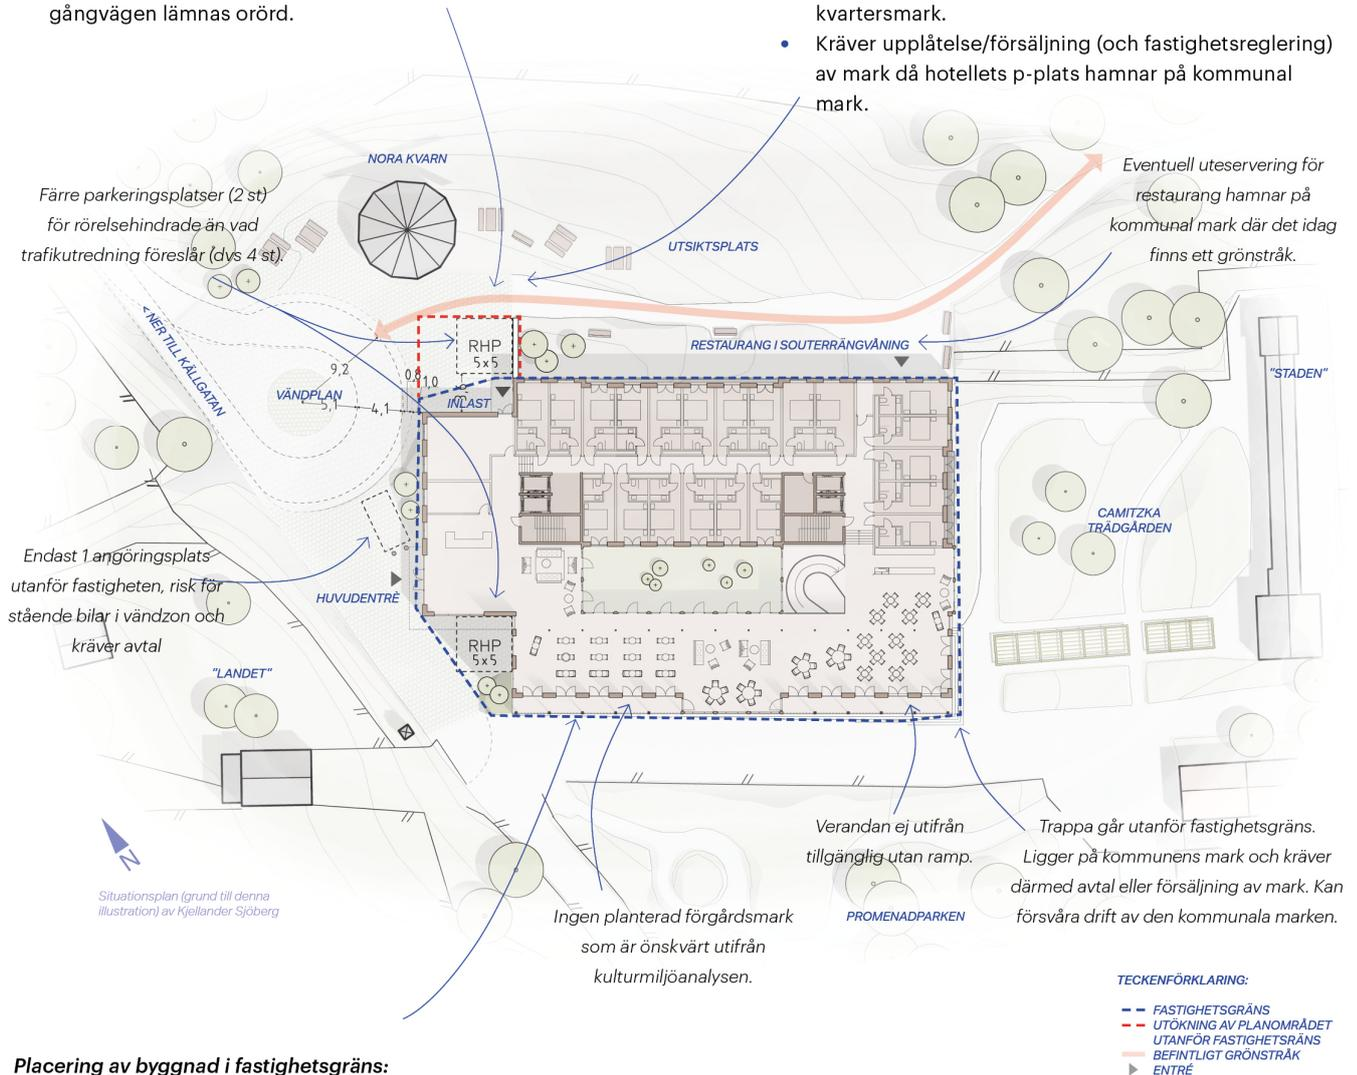 gångvägen lämnas orörd.
kvartersmark.
• Kräver upplåtelse/försäljning (och fastighetsreglering)
av mark då hotellets p-plats hamnar på kommunal
mark.
NORA KVARN
Färre parkeringsplatser (2 st)
för rörelsehindrade än vad
trafikutredning föreslår (dvs 4 st).
UTSIKTSPLATS
Eventuell uteservering för
restaurang hamnar på
kommunal mark där det idag
finns ett grönstråk.
< NER TILL KÄLLGATAN
RHP
5x5
RESTAURANG I SOUTERRÄNGVÅNING
"STADEN"
9,2
0,8
1,0
VÄNDPLAN
5,1
4,1
INLAST
CAMITZKA
TRÄDGÅRDEN
Endast 1 angöringsplats
utanför fastigheten, risk för
stående bilar i vändzon och
kräver avtal
HUVUDENTRÈ
RHP
5x5
"LANDET"
N
Situationsplan (grund till denna
illustration) av Kjellander Sjöberg
Verandan ej utifrån
tillgänglig utan ramp.
Trappa går utanför fastighetsgräns.
Ligger på kommunens mark och kräver
därmed avtal eller försäljning av mark. Kan
försvåra drift av den kommunala marken.
PROMENADPARKEN
Ingen planterad förgårdsmark
som är önskvärt utifrån
kulturmiljöanalysen.
TECKENFÖRKLARING:
FASTIGHETSGRÄNS
UTÖKNING AV PLANOMRÅDET
UTANFÖR FASTIGHETSRÄNS
BEFINTLIGT GRÖNSTRÅK
ENTRÉ
Placering av byggnad i fastighetsgräns: